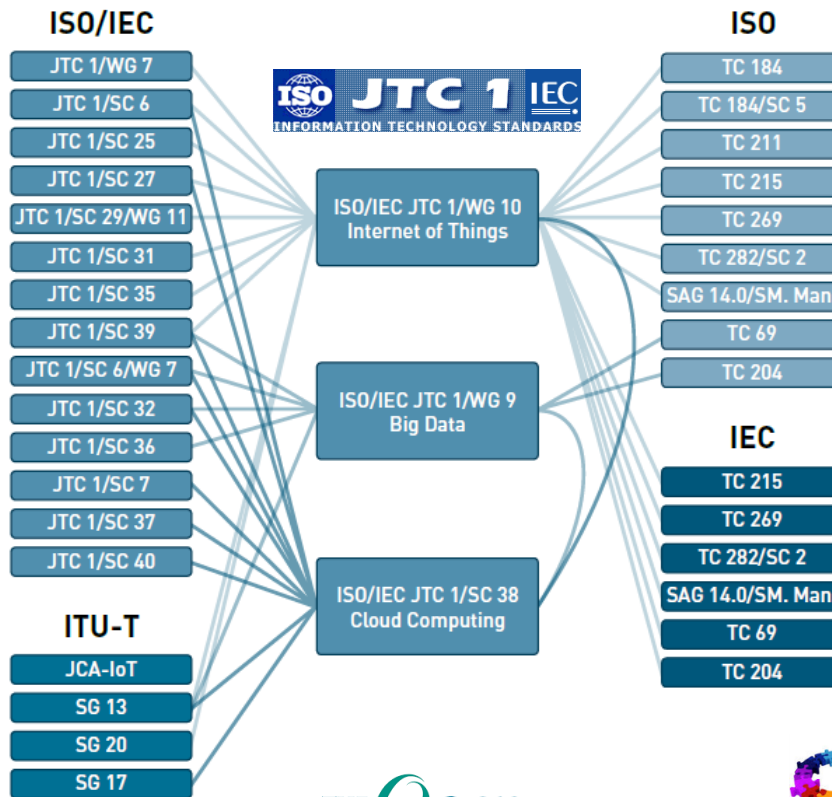 ISO/IEC
JTC 1/WG 7
JTC 1/SC 6
JTC 1/SC 25
JTC 1/SC 27
JTC 1/SC 29/WG 11
JTC 1/SC 31
JTC 1/SC 35
JTC 1/SC 39
JTC 1/SC 6/WG 7
JTC 1/SC 32
JTC 1/SC 36
JTC 1/SC 7
JTC 1/SC 37
JTC 1/SC 40
ITU-T
JCA-IoT
SG 13
SG 20
SG 17
ISO JTC 1 IEC
INFORMATION TECHNOLOGY STANDARDS
ISO/IEC JTC 1/WG 10
Internet of Things
ISO/IEC JTC 1/WG 9
Big Data
ISO/IEC JTC 1/SC 38
Cloud Computing
ISO
TC 184
TC 184/SC 5
TC 211
TC 215
TC 269
TC 282/SC 2
SAG 14.0/SM. Man
TC 69
TC 204
IEC
TC 215
TC 269
TC 282/SC 2
SAG 14.0/SM. Man
TC 69
TC 204